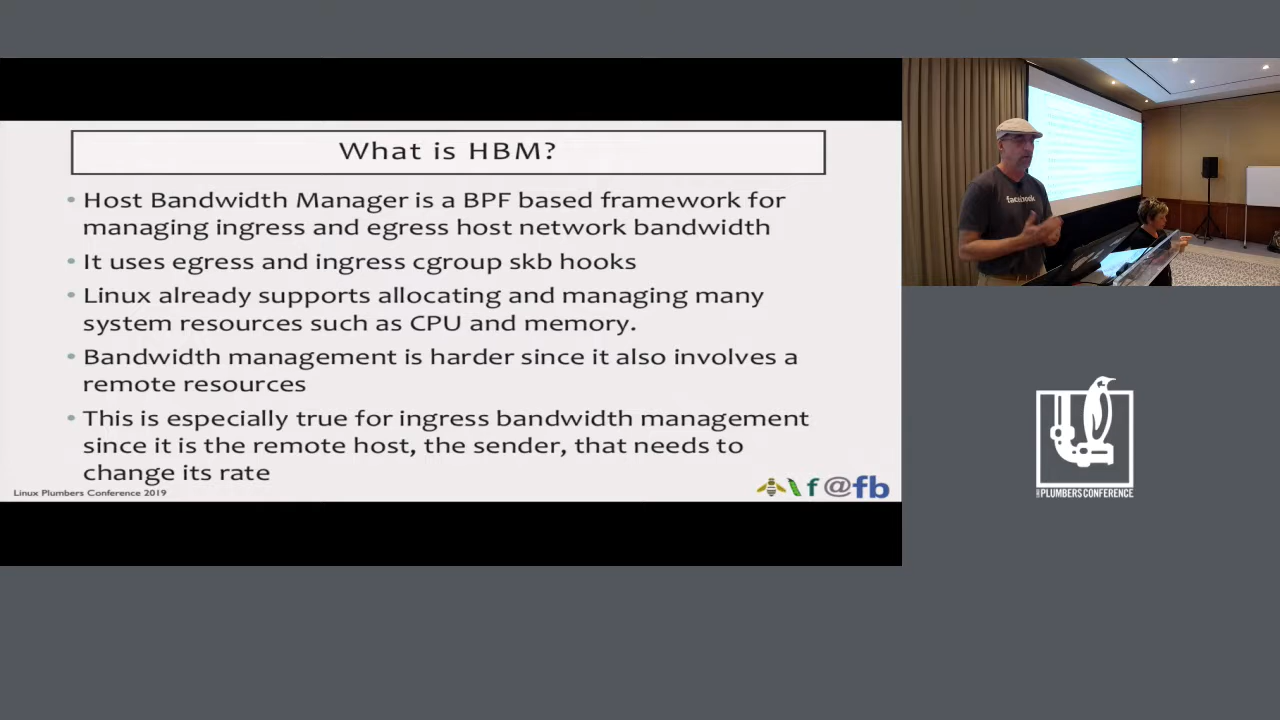 What is HBM?
• Host Bandwidth Manager is a BPF based framework for
managing ingress and egress host network bandwidth
• It uses egress and ingress cgroup skb hooks
• Linux already supports allocating and managing many
system resources such as CPU and memory.
• Bandwidth management is harder since it also involves a
remote resources
• This is especially true for ingress bandwidth management
since it is the remote host, the sender, that needs to
change its rate
Linux Plumbers Conference 2019
f@fb
facebook
PLUMBERS CONFERENCE